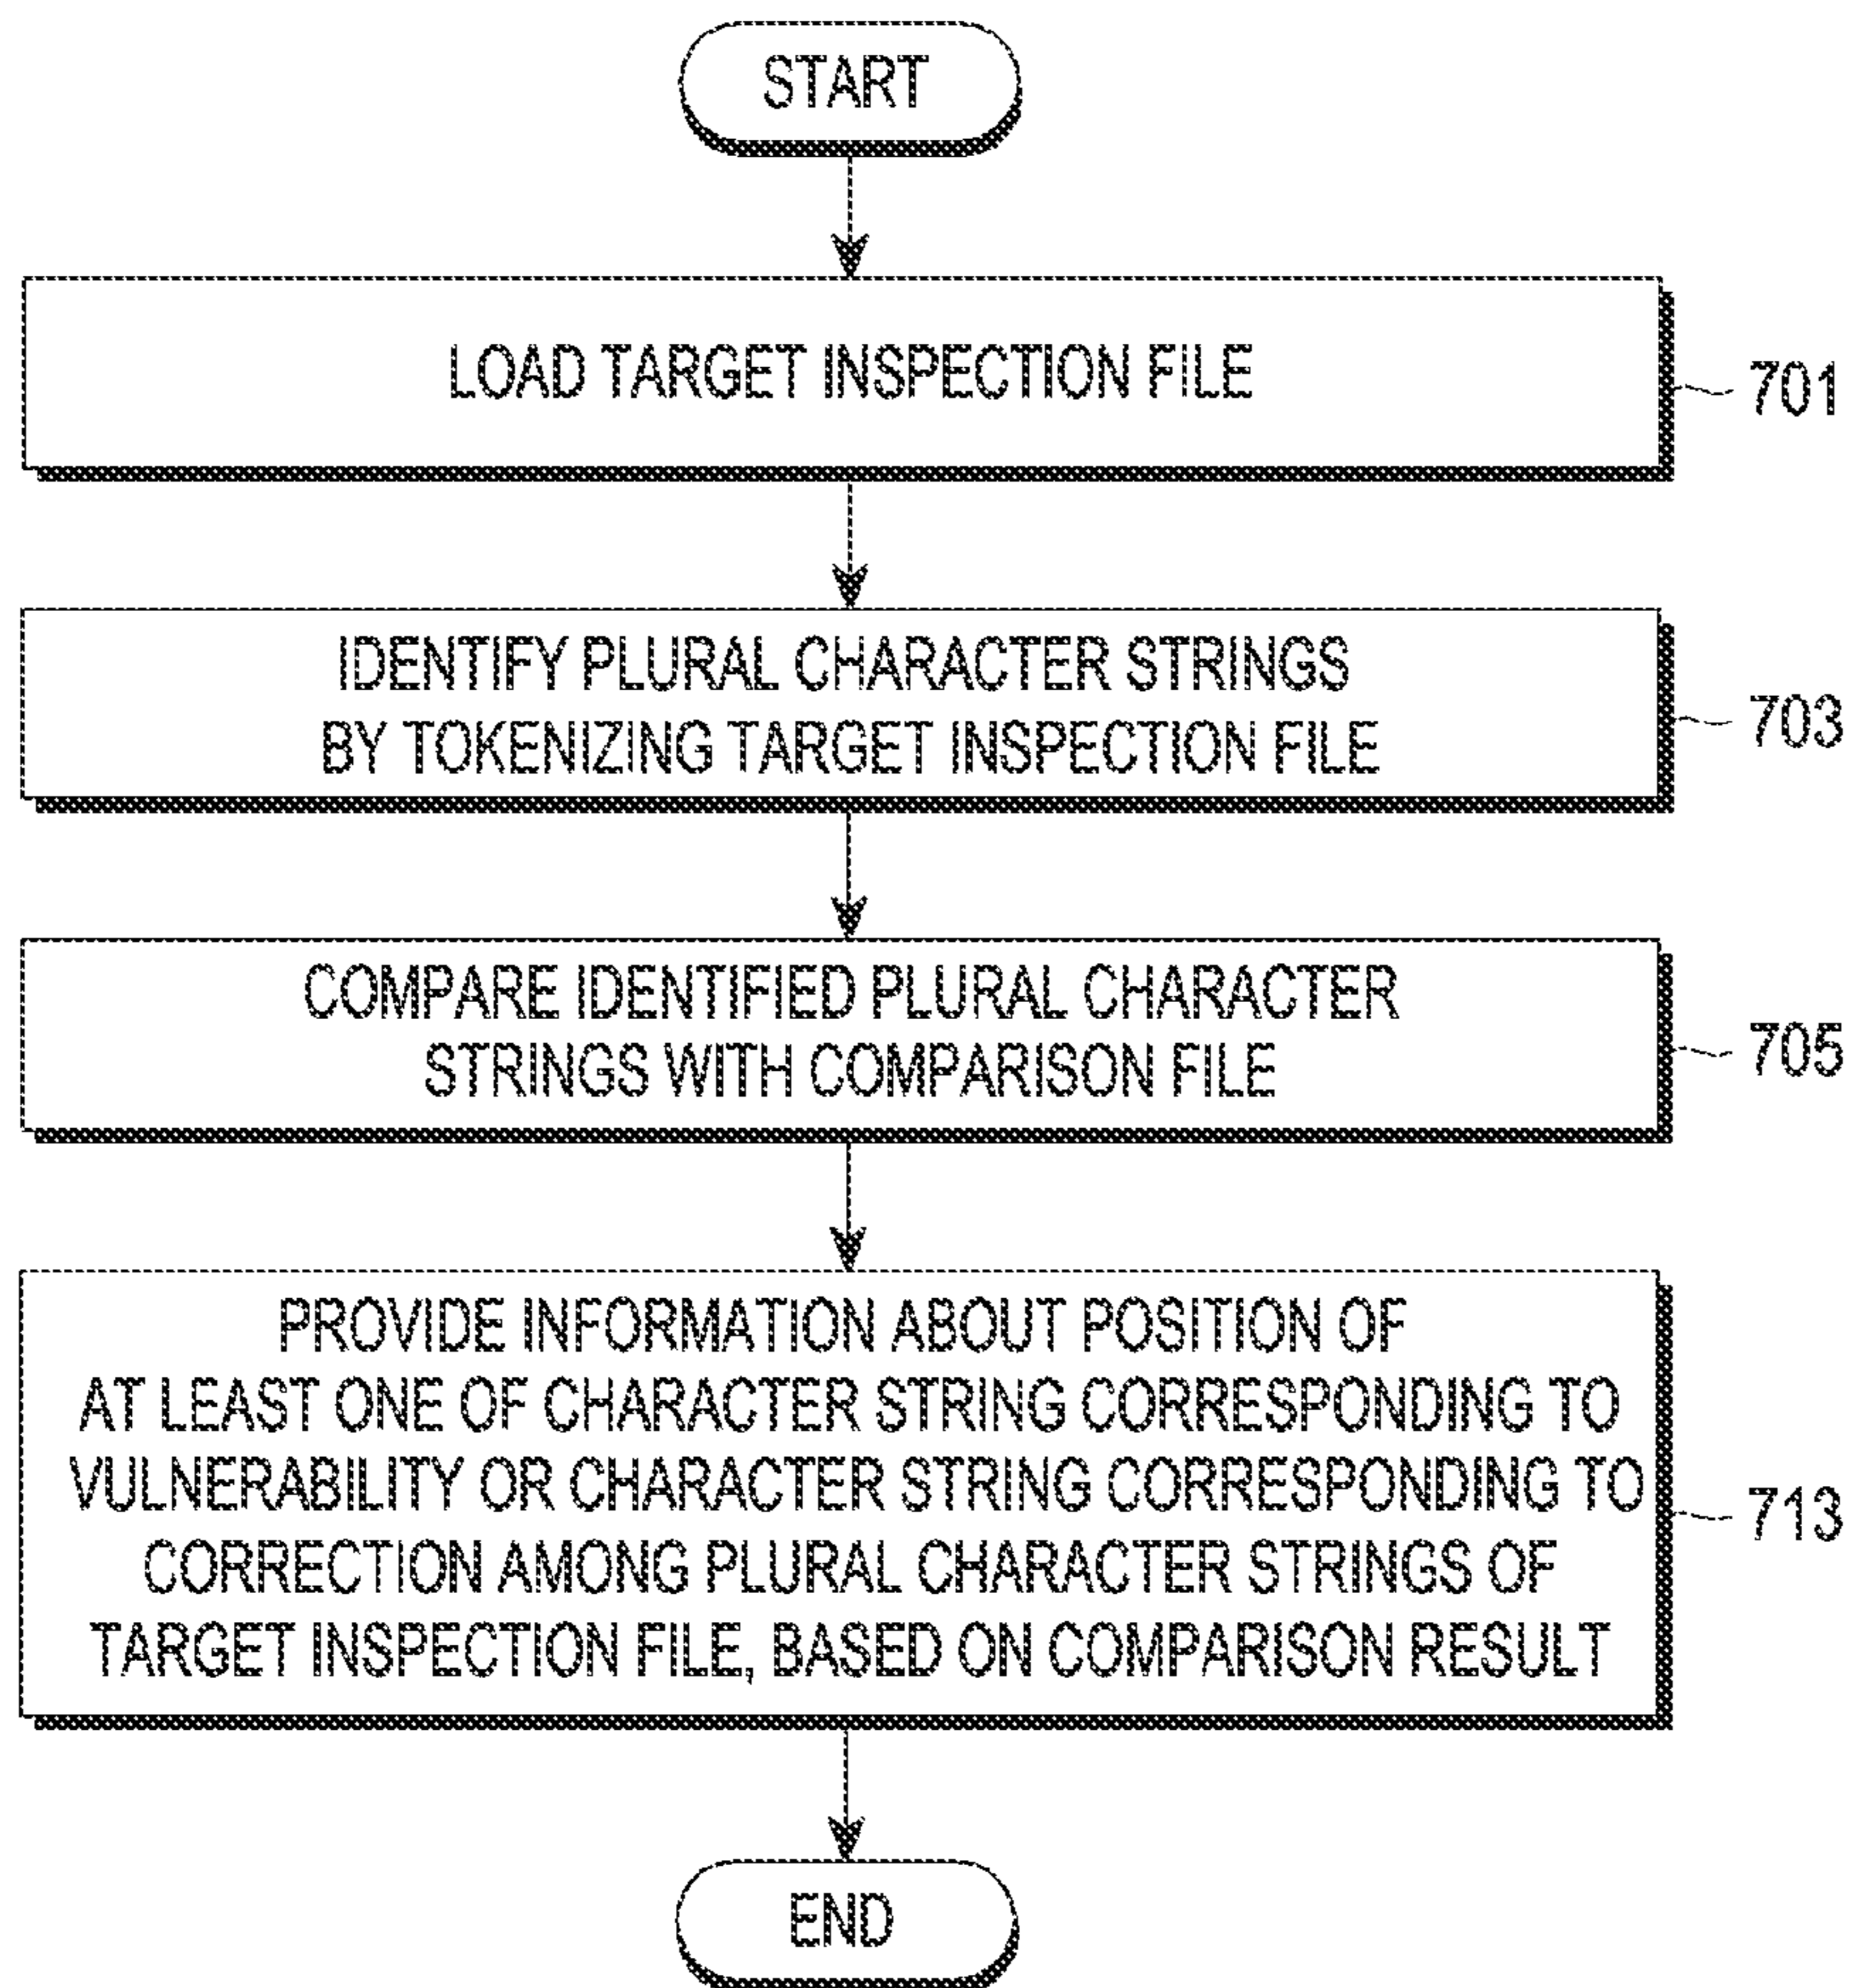 START
LOAD TARGET INSPECTION FILE
701
IDENTIFY PLURAL CHARACTER STRINGS
BY TOKENIZING TARGET INSPECTION FILE
703
COMPARE IDENTIFIED PLURAL CHARACTER
STRINGS WITH COMPARISON FILE
705
PROVIDE INFORMATION ABOUT POSITION OF
AT LEAST ONE OF CHARACTER STRING CORRESPONDING TO
VULNERABILITY OR CHARACTER STRING CORRESPONDING TO
CORRECTION AMONG PLURAL CHARACTER STRINGS OF
TARGET INSPECTION FILE, BASED ON COMPARISON RESULT
713
END